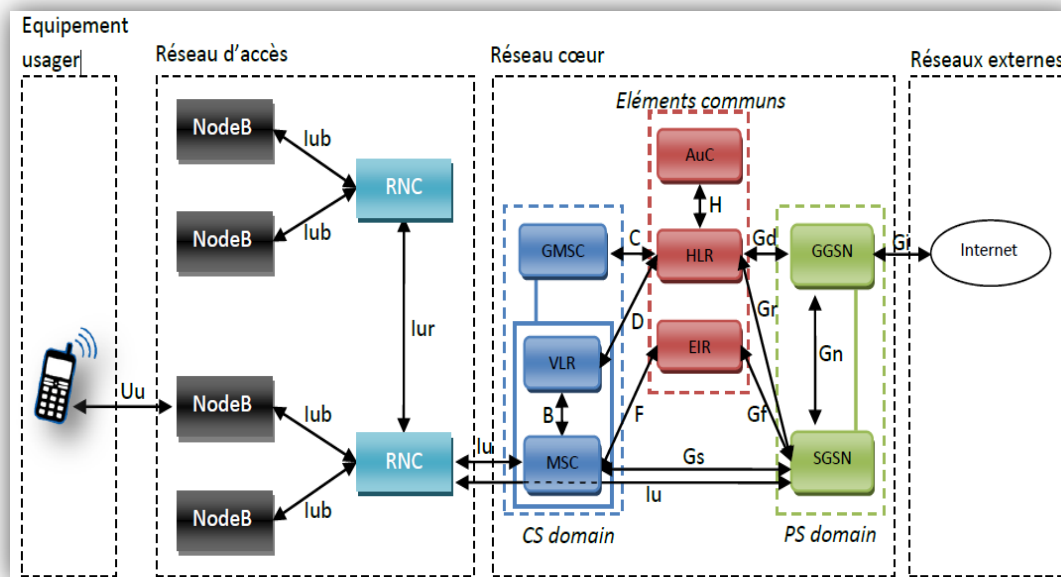 Equipement
usager
Réseau d'accès
Réseau cœur
Réseaux externes
Eléments communs
NodeB
Iub
RNC
AuC
H
NodeB
Iub
GMSC
C
HLR
Gd
GGSN
Gi
Internet
Iur
D
Gr
VLR
EIR
Gn
Uu
NodeB
Iub
B
F
Gf
RNC
Iu
MSC
Gs
SGSN
Iu
NodeB
Iub
CS domain
PS domain